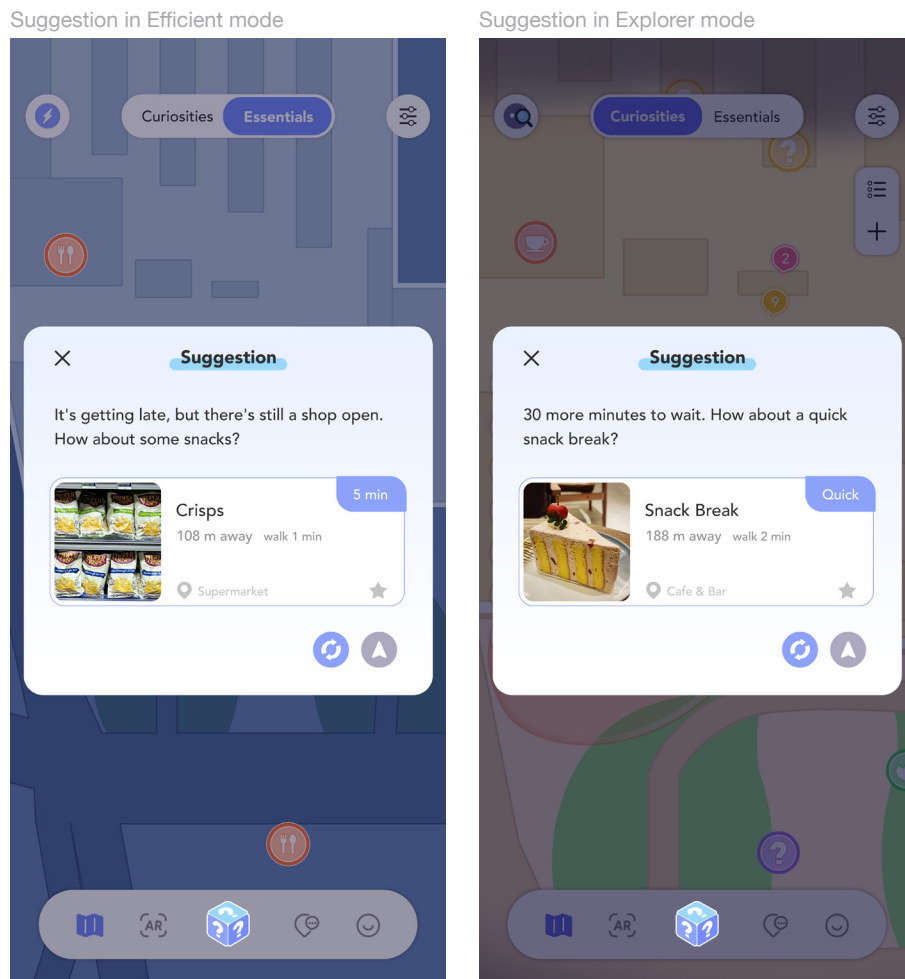 Suggestion in Efficient mode
Curiosities
Essentials
Suggestion
It's getting late, but there's still a shop open.
How about some snacks?
5 min
Crisps
108 m away walk 1 min
Supermarket
AR
? ? ?
Suggestion in Explorer mode
Curiosities
Essentials
?
2
9
Suggestion
30 more minutes to wait. How about a quick
snack break?
Quick
Snack Break
188 m away walk 2 min
Cafe & Bar
?
AR
? ? ?